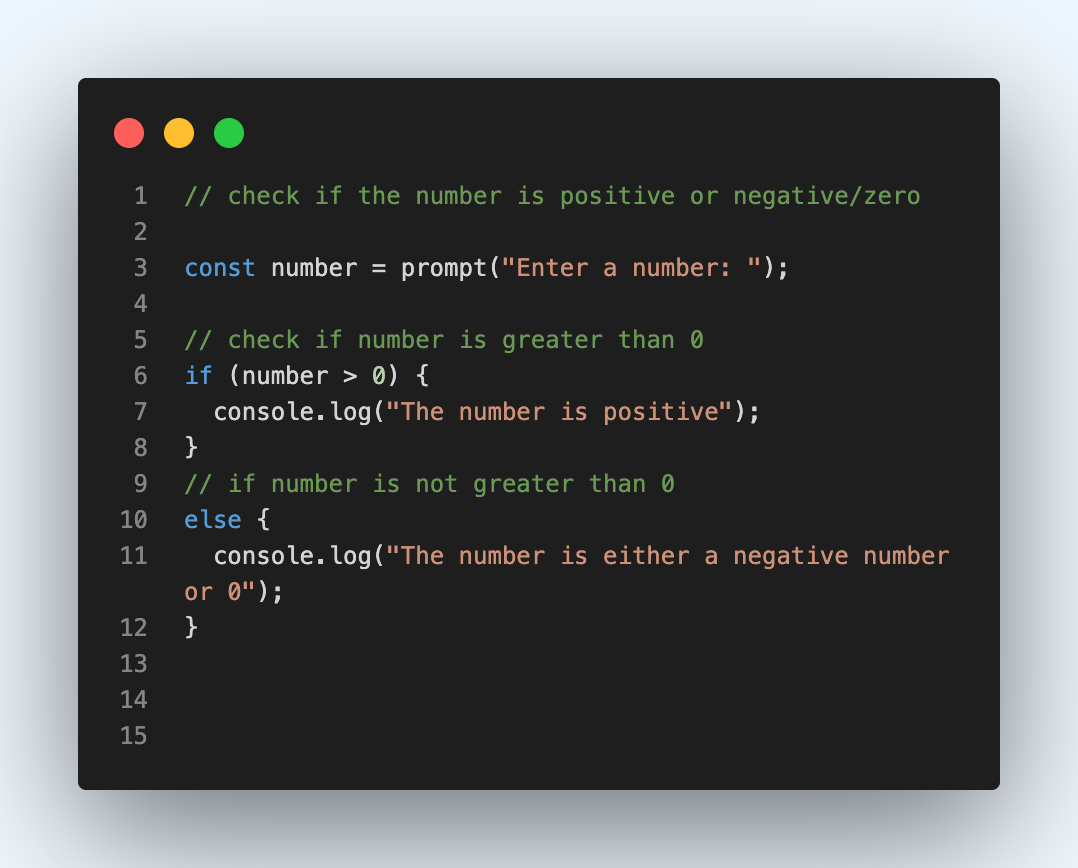 1 // check if the number is positive or negative/zero
2
3 const number = prompt("Enter a number: ");
4
5 // check if number is greater than 0
6 if (number > 0) {
7   console.log("The number is positive");
8 }
9 // if number is not greater than 0
10 else {
11   console.log("The number is either a negative number
or 0");
12 }
13
14
15